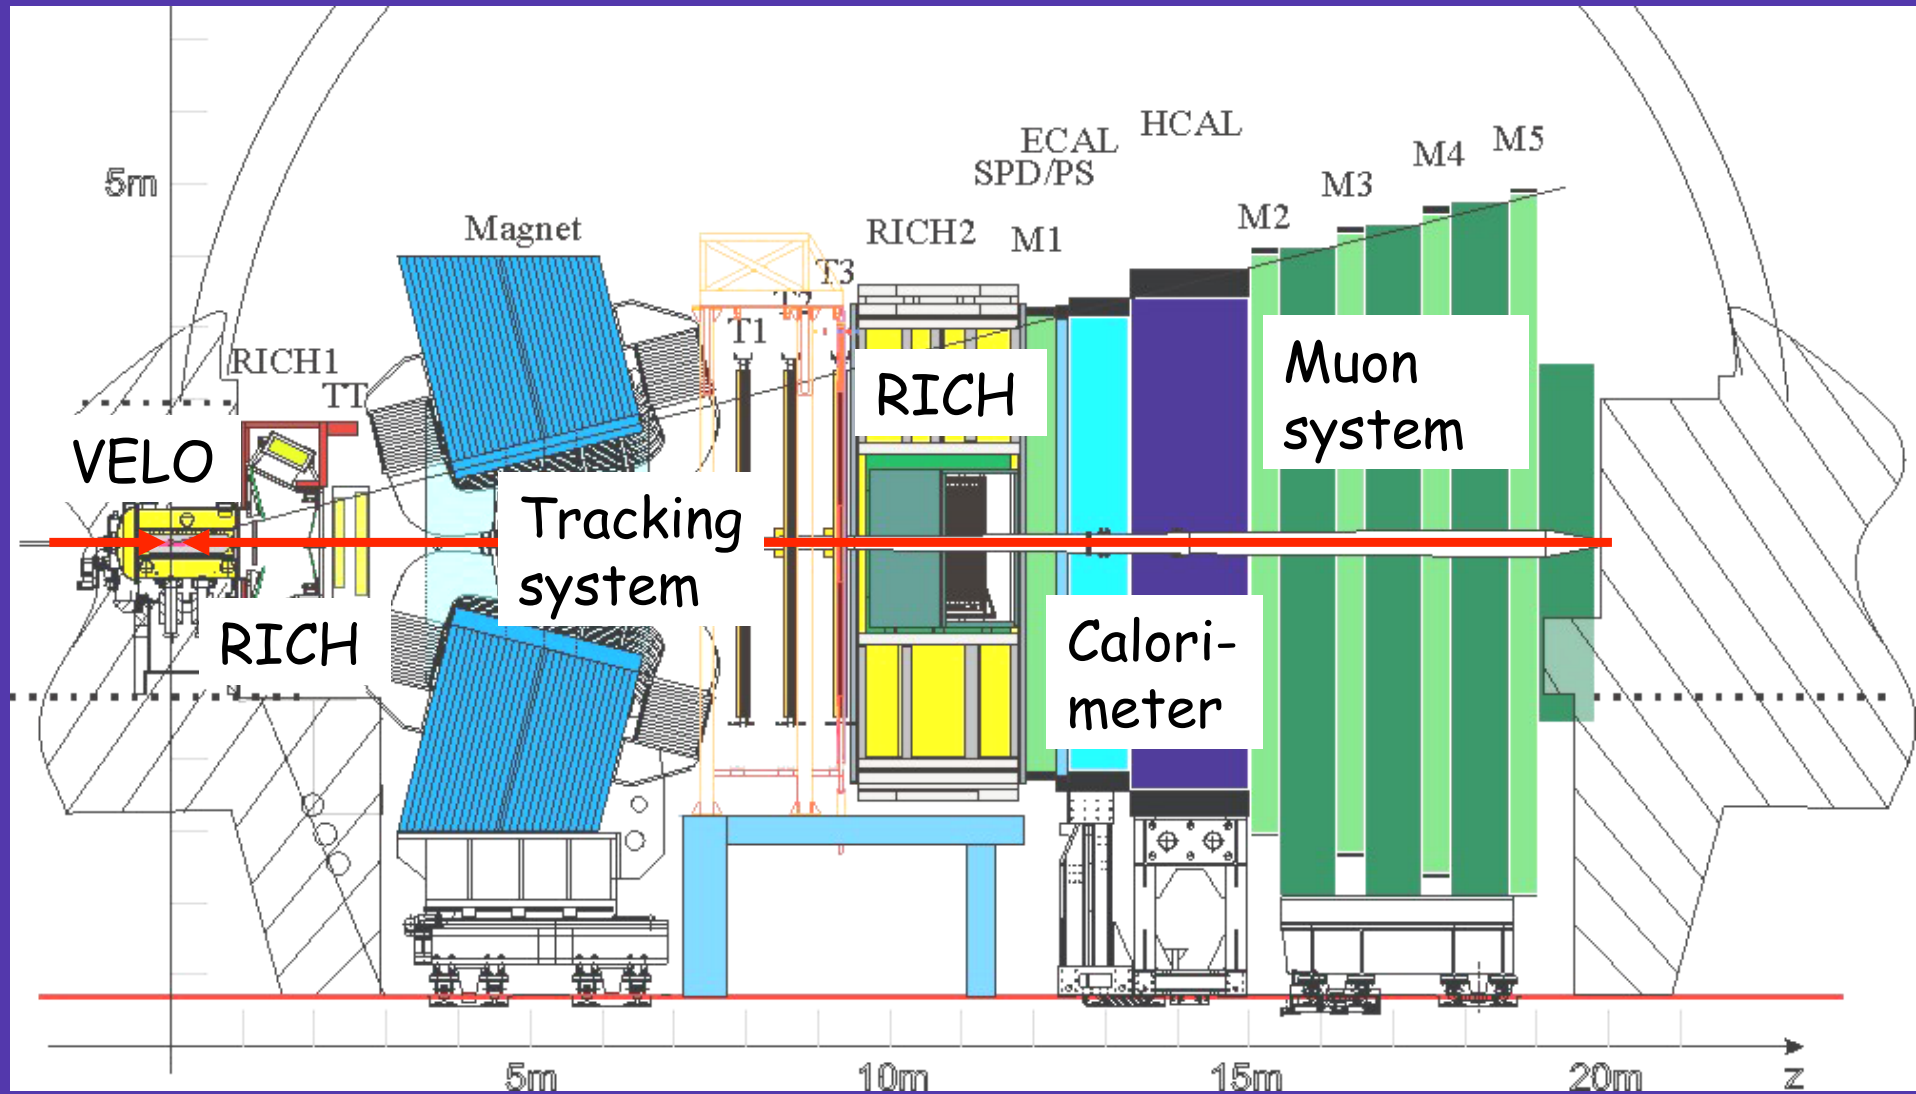 HCAL
ECAL
M5
M4
SPD/PS
5m
M3
M2
Magnet
RICH2
M1
T3
T2
T1
RICH1
TT
Muon
system
RICH
VELO
Tracking
system
RICH
Calori-
meter
5m
10m
15m
20m
z